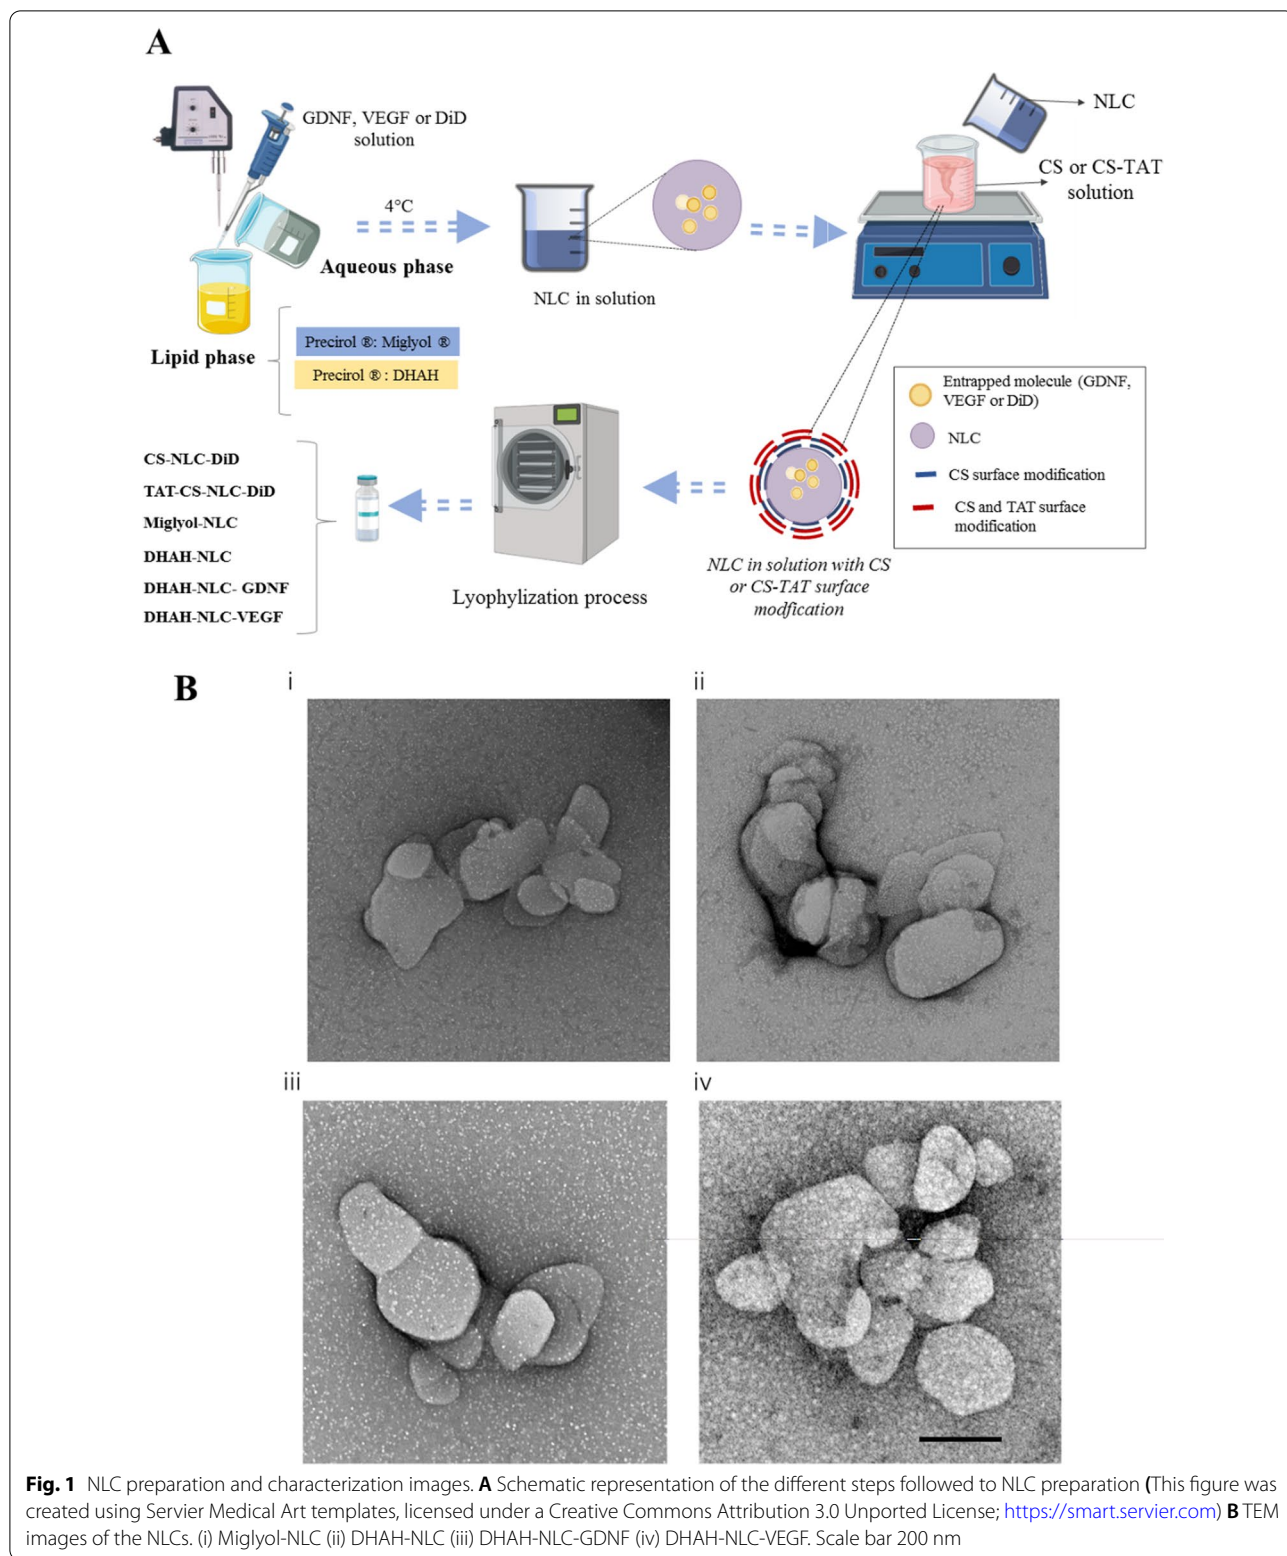 A
GDNF, VEGF or DiD
solution
NLC
CS or CS-TAT
solution
4°C
Aqueous phase
NLC in solution
Lipid phase
Precirol ®: Miglyol ®
Precirol ® : DHAH
Entrapped molecule (GDNF,
VEGF or DiD)
NLC
CS surface modification
CS and TAT surface
modification
CS-NLC-DiD
TAT-CS-NLC-DiD
Miglyol-NLC
DHAH-NLC
DHAH-NLC- GDNF
DHAH-NLC-VEGF
Lyophylization process
NLC in solution with CS
or CS-TAT surface
modfication
B
i
ii
iii
iv
Fig. 1 NLC preparation and characterization images. A Schematic representation of the different steps followed to NLC preparation (This figure was
created using Servier Medical Art templates, licensed under a Creative Commons Attribution 3.0 Unported License; https://smart.servier.com) B TEM
images of the NLCs. (i) Miglyol-NLC (ii) DHAH-NLC (iii) DHAH-NLC-GDNF (iv) DHAH-NLC-VEGF. Scale bar 200 nm